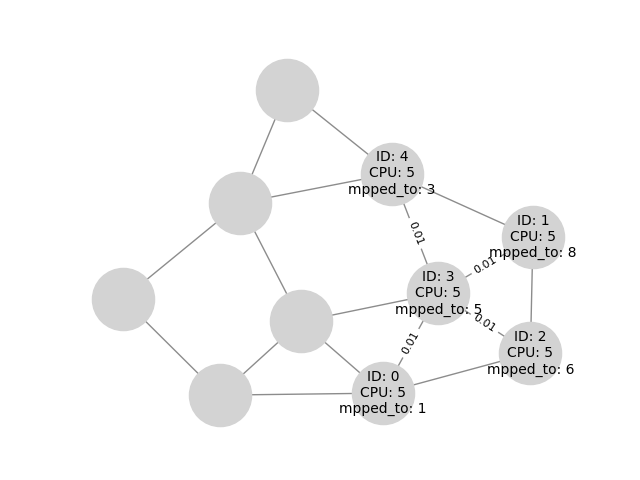 ID: 4
CPU: 5
mpped_to: 3
0.01
ID: 1
CPU: 5
mpped_to: 8
0.01
ID: 3
CPU: 5
mpped_to: 5
0.01
0.01
ID: 2
CPU: 5
mpped_to: 6
ID: 0
CPU: 5
mpped_to: 1